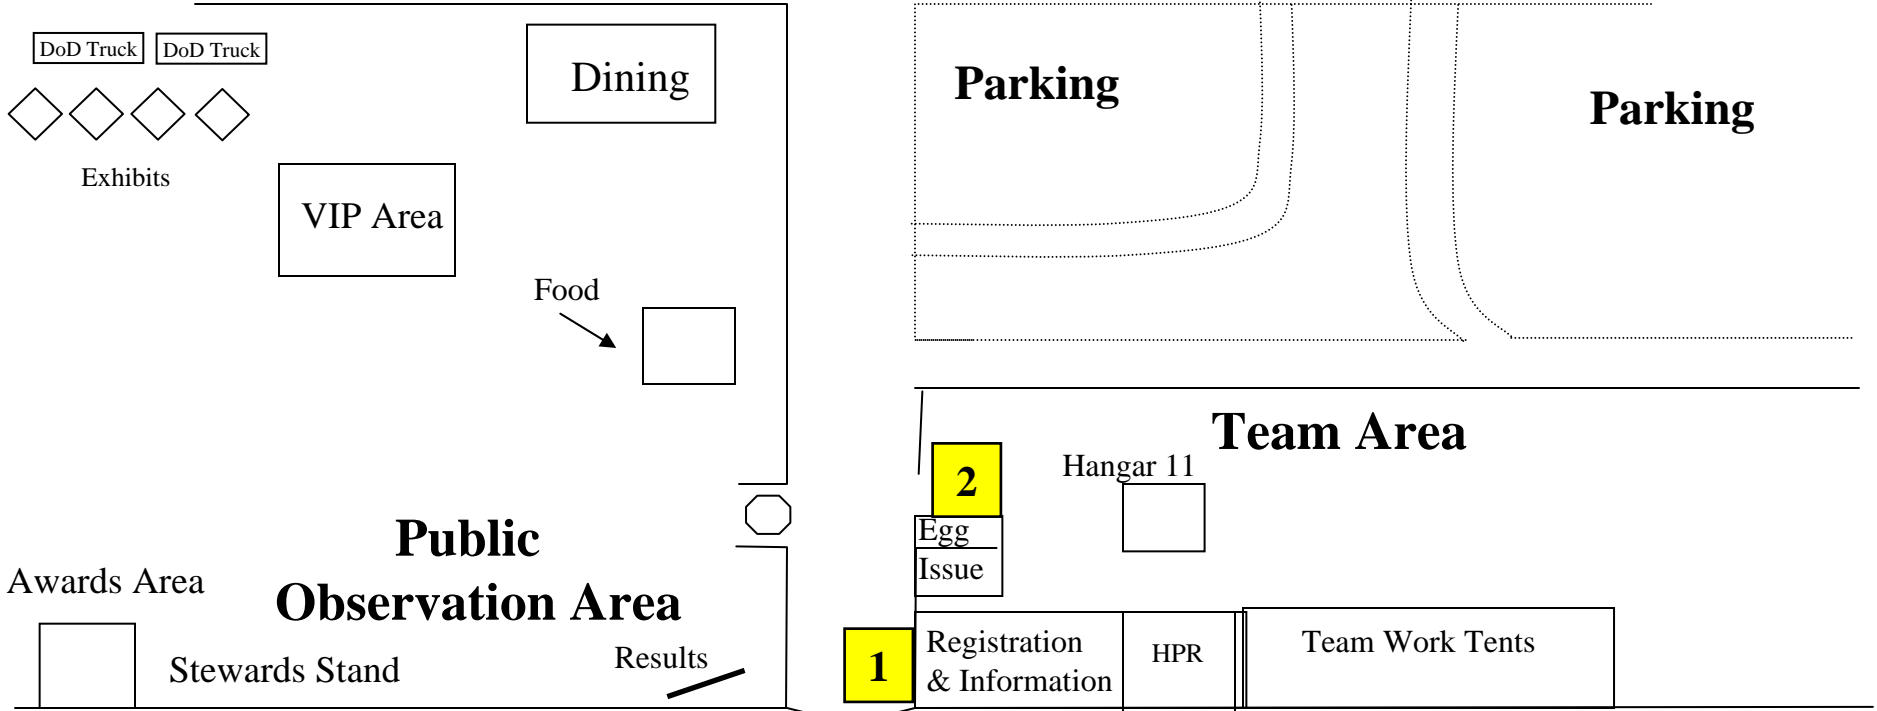 DoD Truck
DoD Truck
Exhibits
Dining
VIP Area
Food
Public
Observation Area
Awards Area
Stewards Stand
Results
Parking
Parking
Team Area
Hangar 11
2
Egg
Issue
1
Registration
& Information
HPR
Team Work Tents